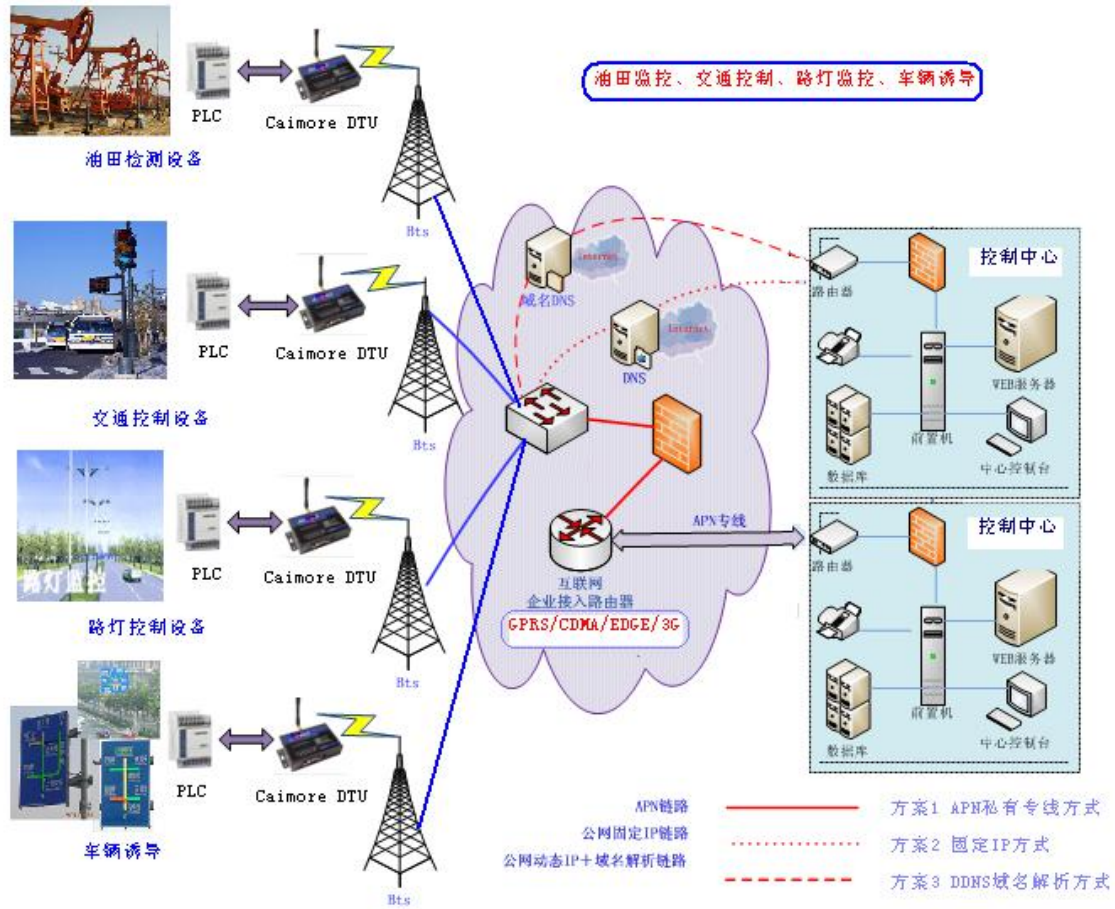 油田监控、交通控制、路灯监控、车辆诱导
PLC
Caimore DTU
油田检测设备
Bts
PLC
Caimore DTU
交通控制设备
Bts
PLC
Caimore DTU
路灯监控
路灯控制设备
Bts
PLC
Caimore DTU
车辆诱导
Bts
Internet
域名DNS
Internet
DNS
互联网
企业接入路由器
GPRS/CDMA/EDGE/3G
APN专线
控制中心
路由器
WEB服务器
前置机
数据库
中心控制台
控制中心
路由器
WEB服务器
前置机
数据库
中心控制台
APN链路
方案1 APN私有专线方式
公网固定IP链路
方案2 固定IP方式
公网动态IP+域名解析链路
方案3 DDNS域名解析方式